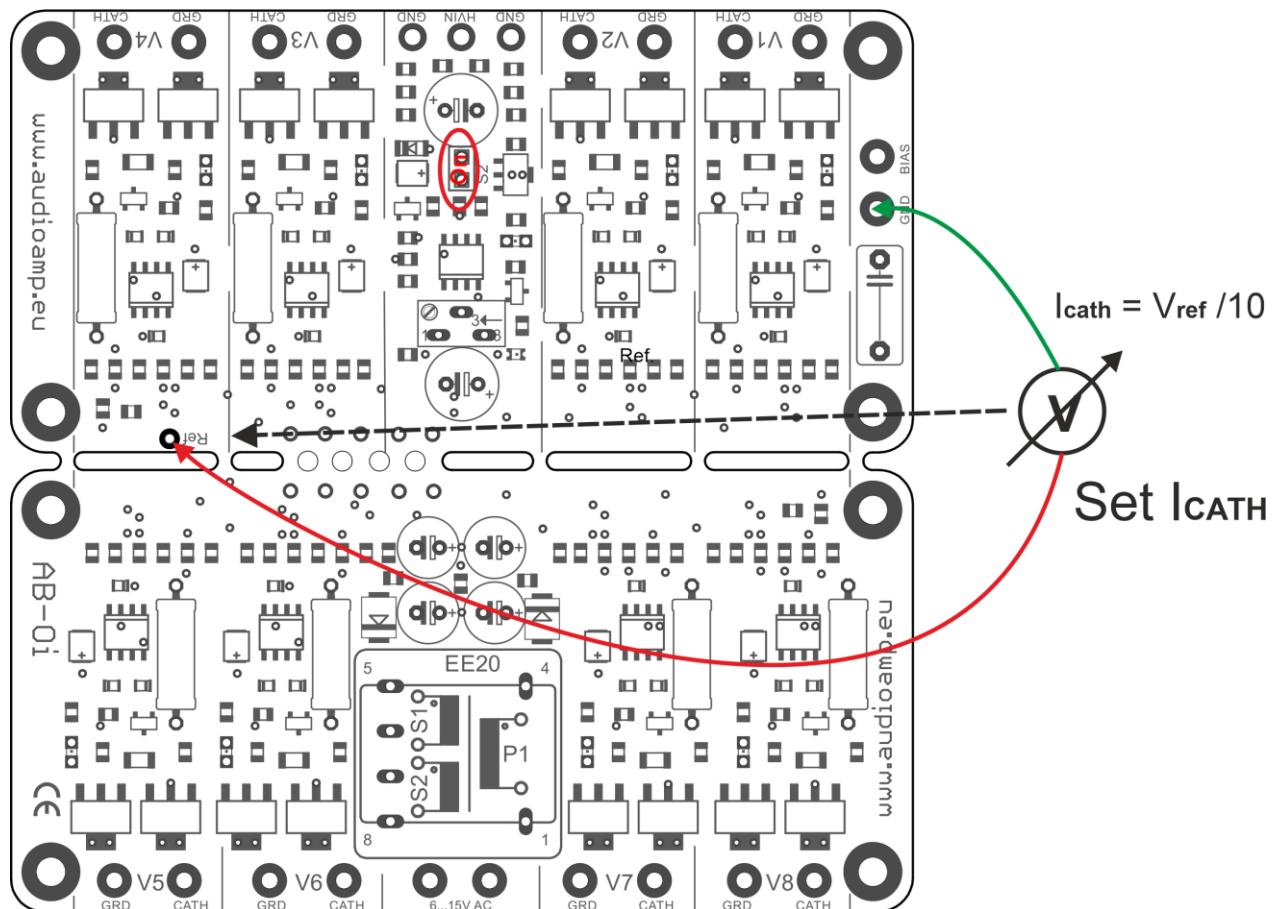 CATH GRD CATH GRD GND HVIN GND CATH GRD CATH GRD
V4 V3 V2 V1
+
BIAS
+
S2
GND
www.audioamp.eu
+ + + +
Icath = Vref /10
3
1 3
Ref.
+
V
Ref.
Set ICATH
+ +
+ +
AB-Oi
EE20
+ + + +
5 4
S1
P1
S2
www.audioamp.eu
CE
8 1
V5 V6 V7 V8
GRD CATH GRD CATH 6...15V AC GRD CATH GRD CATH